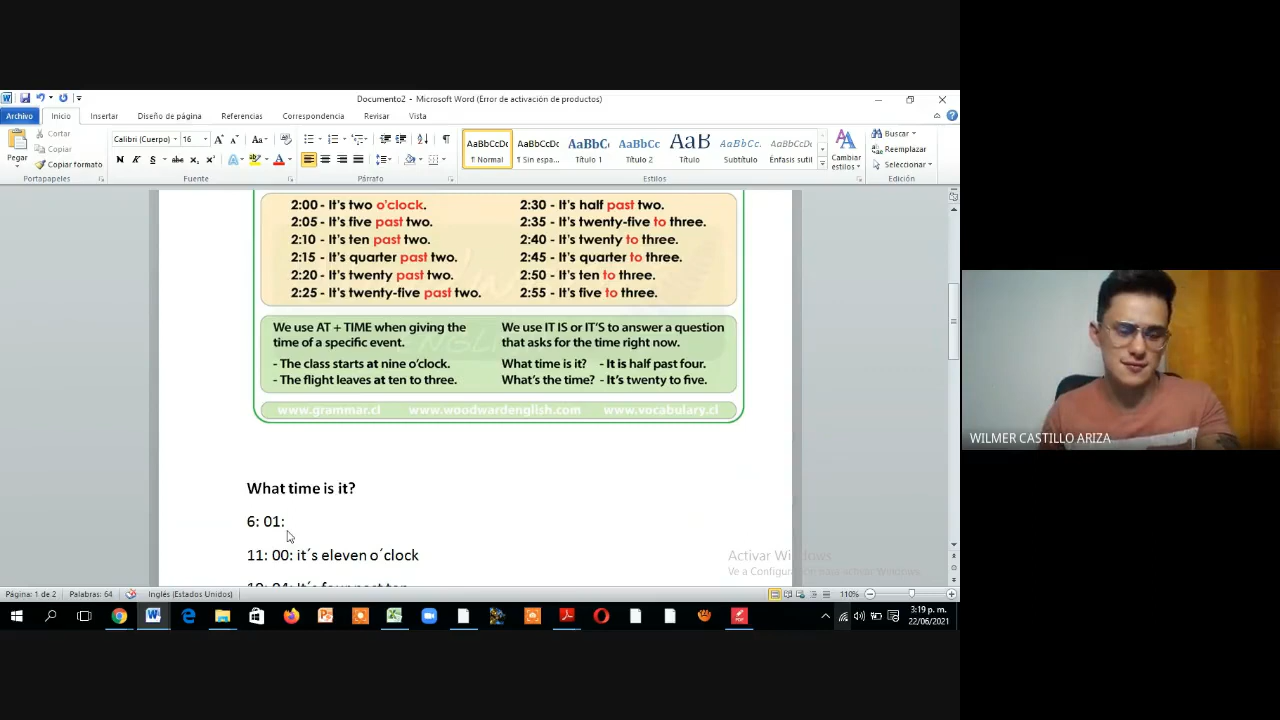 Documento2 - Microsoft Word (Error de activación de productos)
Archivo Inicio Insertar Diseño de página Referencias Correspondencia Revisar Vista
Pegar
Cortar
Copiar
Copiar formato
Portapapeles
Calibri (Cuerpo) 16
Fuente
Párrafo
AaBbCcDc AaBbCcDc AaBbC AaBbCc AaB AaBbCc. AaBbCcDc
¶ Normal ¶ Sin espa... Título 1 Título 2 Título Subtítulo Énfasis sutil
Cambiar estilos
Estilos
Buscar
Reemplazar
Seleccionar
Edición
2:00 - It's two o'clock.
2:05 - It's five past two.
2:10 - It's ten past two.
2:15 - It's quarter past two.
2:20 - It's twenty past two.
2:25 - It's twenty-five past two.
2:30 - It's half past two.
2:35 - It's twenty-five to three.
2:40 - It's twenty to three.
2:45 - It's quarter to three.
2:50 - It's ten to three.
2:55 - It's five to three.
We use AT + TIME when giving the
time of a specific event.
- The class starts at nine o'clock.
- The flight leaves at ten to three.
We use IT IS or IT'S to answer a question
that asks for the time right now.
What time is it? - It is half past four.
What's the time? - It's twenty to five.
www.grammar.cl www.woodwardenglish.com www.vocabulary.cl
What time is it?
6: 01:
11: 00: it´s eleven o´clock
10: 04: It´s four past ten
Activar Windows
Página: 1 de 2 Palabras: 64 Inglés (Estados Unidos) 110%
3:19 p. m.
22/06/2021
WILMER CASTILLO ARIZA